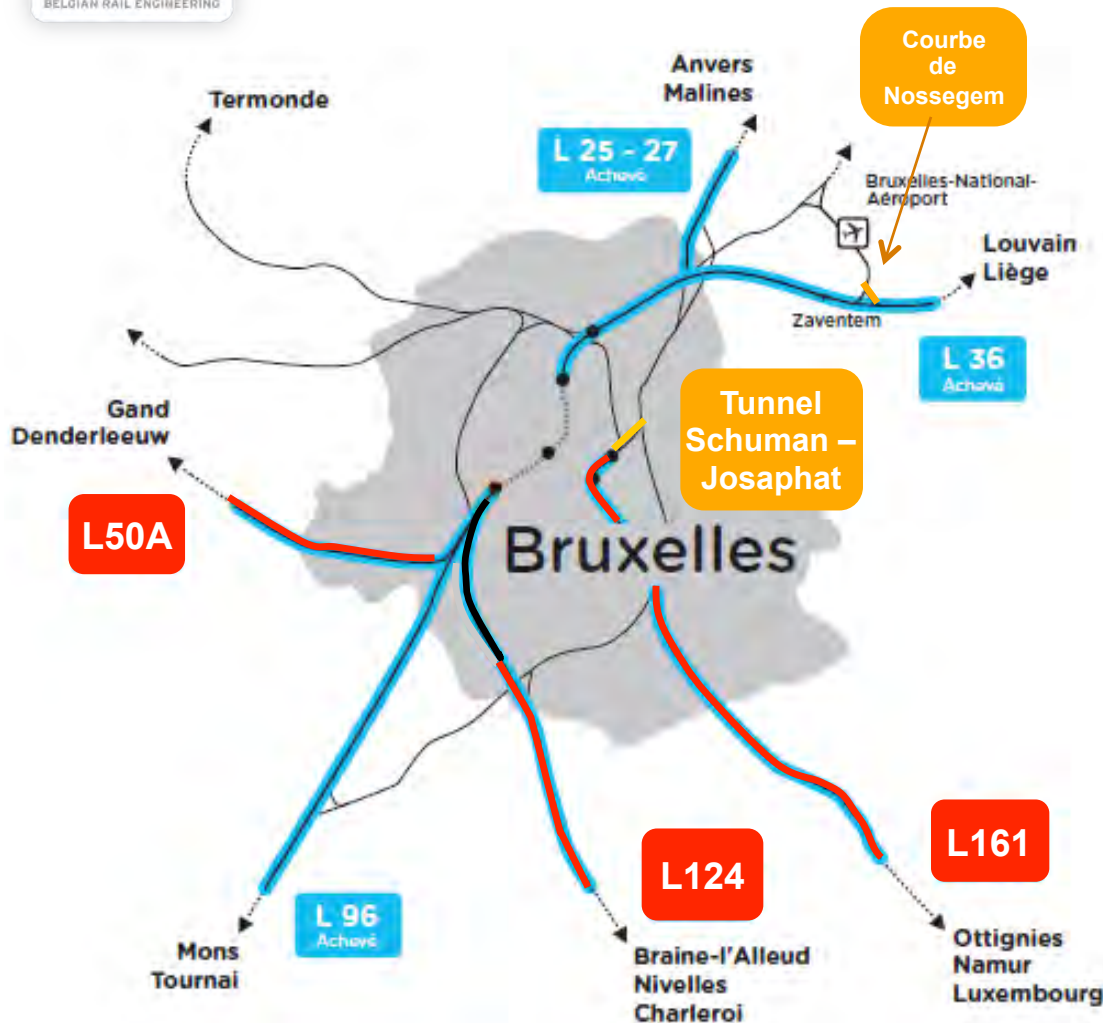 BELGIAN RAIL ENGINEERING
Courbe
de
Nossegem
Anvers
Malines
Termonde
L 25 - 27
Achevé
Bruxelles-National-
Aéroport
Louvain
Liège
Zaventem
L 36
Achevé
Tunnel
Schuman –
Josaphat
Gand
Denderleeuw
L50A
Bruxelles
L161
L124
L 96
Achevé
Mons
Tournai
Braine-l'Alleud
Nivelles
Charleroi
Ottignies
Namur
Luxembourg